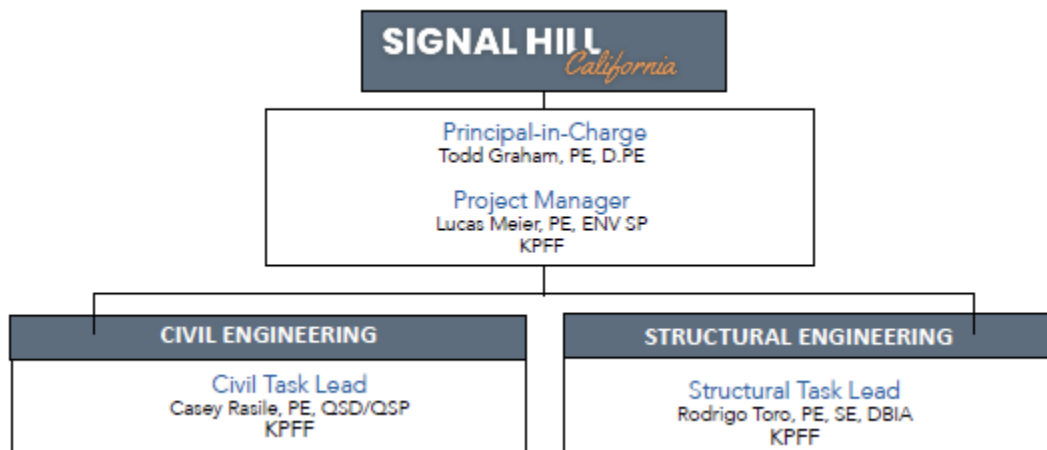 SIGNAL HILL
California
Principal-in-Charge
Todd Graham, PE, D.PE
Project Manager
Lucas Meier, PE, ENV SP
KPFF
CIVIL ENGINEERING
Civil Task Lead
Casey Rasile, PE, QSD/QSP
KPFF
STRUCTURAL ENGINEERING
Structural Task Lead
Rodrigo Toro, PE, SE, DBIA
KPFF